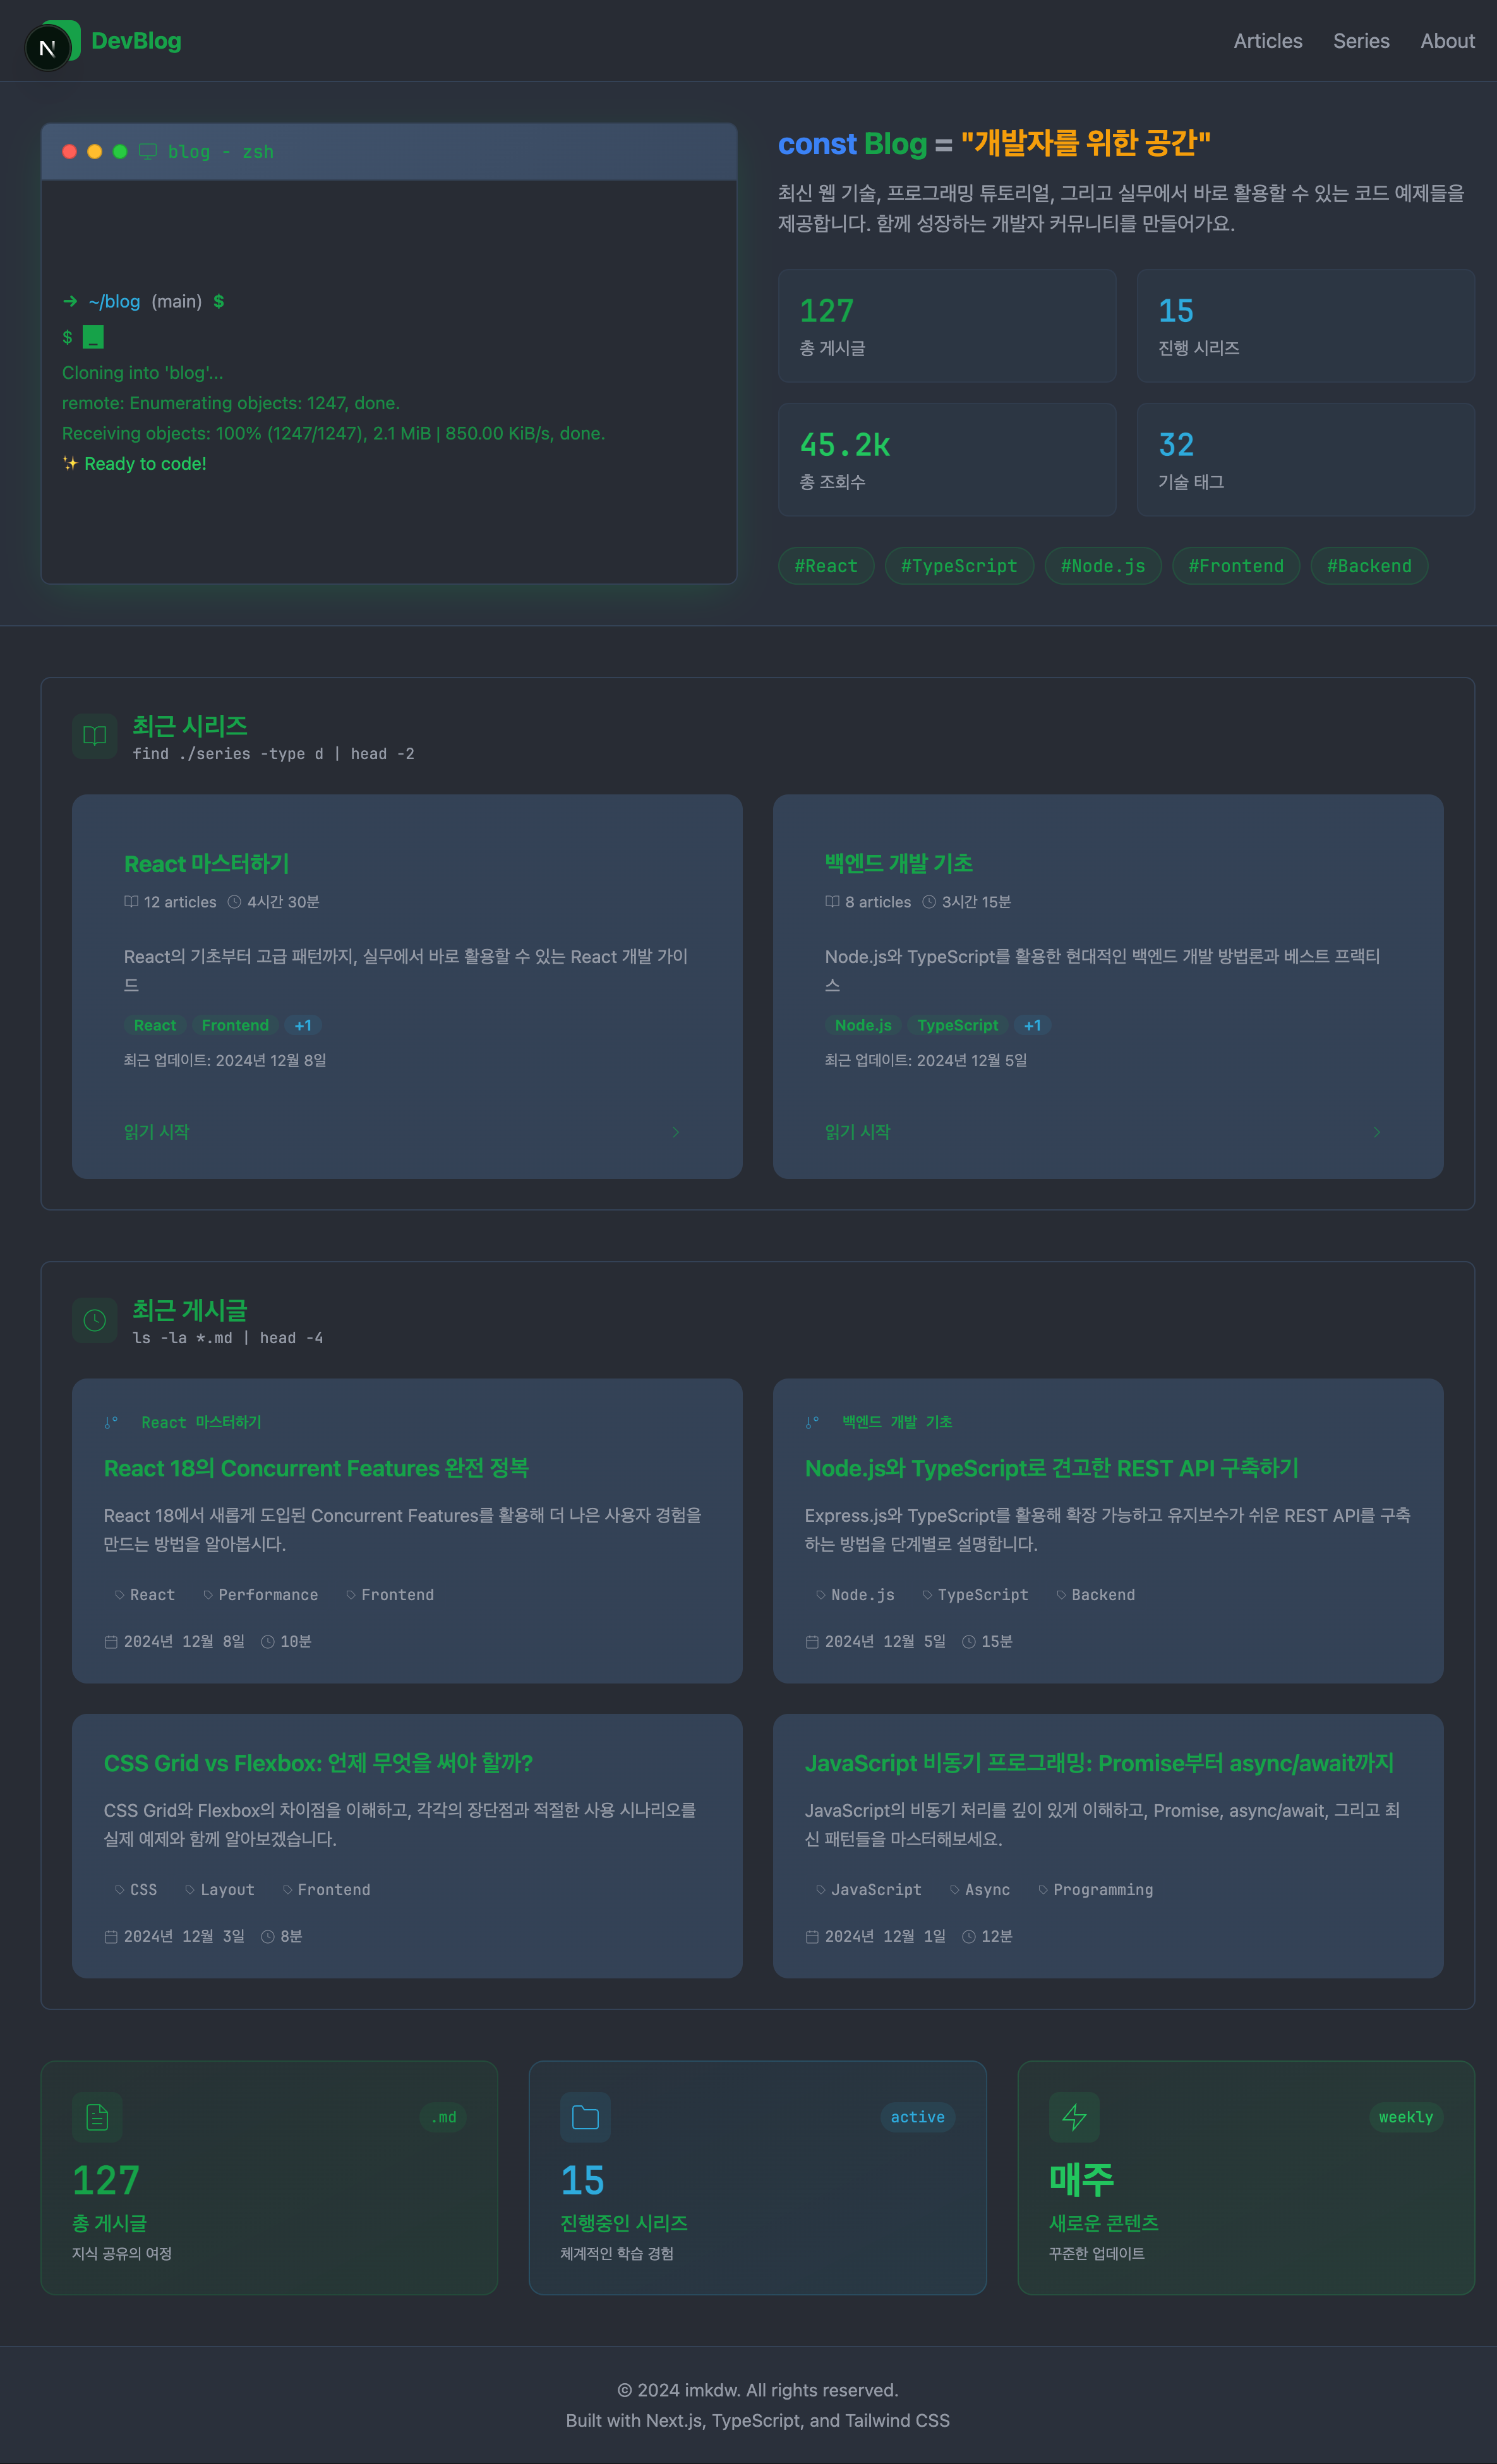 N
DevBlog
Articles
Series
About
blog - zsh
→ ~/blog (main) $
$ _
Cloning into 'blog'...
remote: Enumerating objects: 1247, done.
Receiving objects: 100% (1247/1247), 2.1 MiB | 850.00 KiB/s, done.
✨ Ready to code!
const Blog = "개발자를 위한 공간"
최신 웹 기술, 프로그래밍 튜토리얼, 그리고 실무에서 바로 활용할 수 있는 코드 예제들을
제공합니다. 함께 성장하는 개발자 커뮤니티를 만들어가요.
127
총 게시글
15
진행 시리즈
45.2k
총 조회수
32
기술 태그
#React
#TypeScript
#Node.js
#Frontend
#Backend
최근 시리즈
find ./series -type d | head -2
React 마스터하기
12 articles 4시간 30분
React의 기초부터 고급 패턴까지, 실무에서 바로 활용할 수 있는 React 개발 가이
드
React Frontend +1
최근 업데이트: 2024년 12월 8일
읽기 시작
백엔드 개발 기초
8 articles 3시간 15분
Node.js와 TypeScript를 활용한 현대적인 백엔드 개발 방법론과 베스트 프랙티
스
Node.js TypeScript +1
최근 업데이트: 2024년 12월 5일
읽기 시작
최근 게시글
ls -la *.md | head -4
React 마스터하기
React 18의 Concurrent Features 완전 정복
React 18에서 새롭게 도입된 Concurrent Features를 활용해 더 나은 사용자 경험을
만드는 방법을 알아봅시다.
React Performance Frontend
2024년 12월 8일 10분
백엔드 개발 기초
Node.js와 TypeScript로 견고한 REST API 구축하기
Express.js와 TypeScript를 활용해 확장 가능하고 유지보수가 쉬운 REST API를 구축
하는 방법을 단계별로 설명합니다.
Node.js TypeScript Backend
2024년 12월 5일 15분
CSS Grid vs Flexbox: 언제 무엇을 써야 할까?
CSS Grid와 Flexbox의 차이점을 이해하고, 각각의 장단점과 적절한 사용 시나리오를
실제 예제와 함께 알아보겠습니다.
CSS Layout Frontend
2024년 12월 3일 8분
JavaScript 비동기 프로그래밍: Promise부터 async/await까지
JavaScript의 비동기 처리를 깊이 있게 이해하고, Promise, async/await, 그리고 최
신 패턴들을 마스터해보세요.
JavaScript Async Programming
2024년 12월 1일 12분
.md
127
총 게시글
지식 공유의 여정
active
15
진행중인 시리즈
체계적인 학습 경험
weekly
매주
새로운 콘텐츠
꾸준한 업데이트
© 2024 imkdw. All rights reserved.
Built with Next.js, TypeScript, and Tailwind CSS